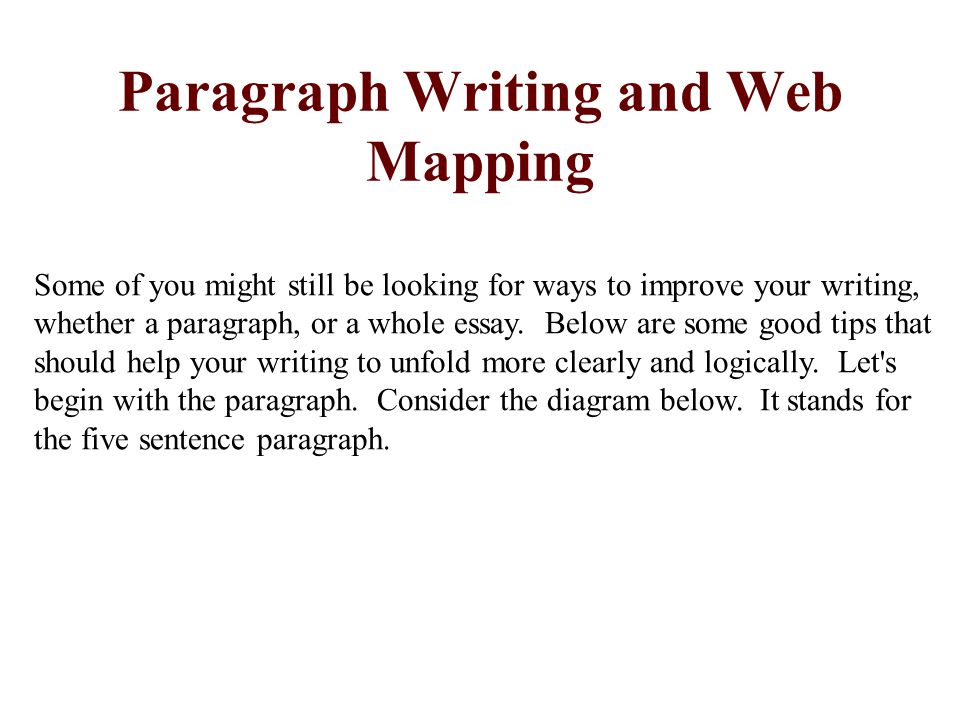 Paragraph Writing and Web
Mapping
Some of you might still be looking for ways to improve your writing,
whether a paragraph, or a whole essay.  Below are some good tips that
should help your writing to unfold more clearly and logically.  Let's
begin with the paragraph.  Consider the diagram below.  It stands for
the five sentence paragraph.